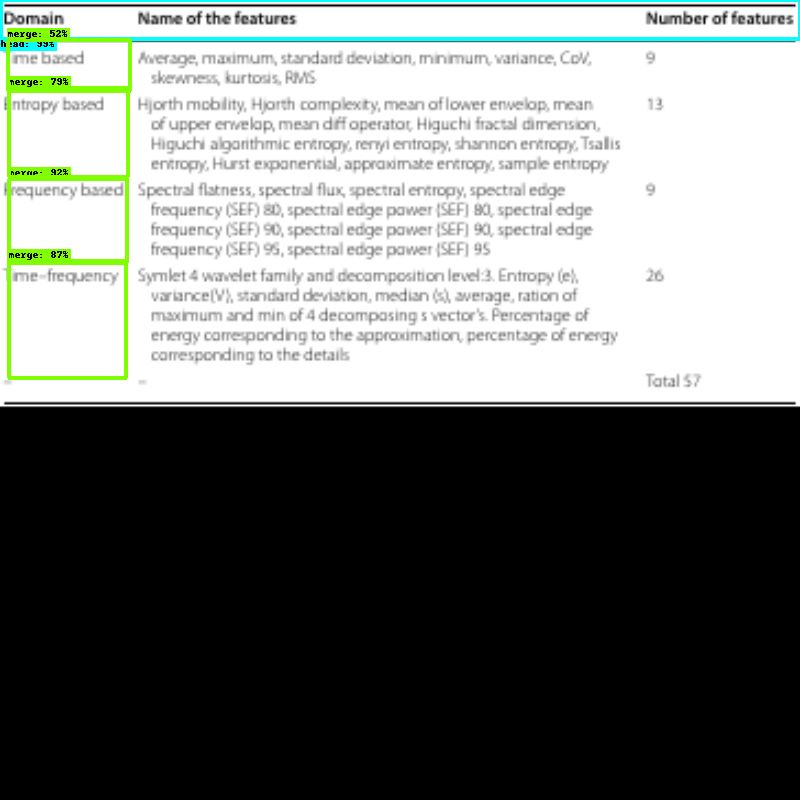 Domain Name of the features Number of features
merge: 52%
head: 99%
Time based Average, maximum, standard deviation, minimum, variance, CoV, 9
skewness, kurtosis, RMS
merge: 79%
Entropy based Hjorth mobility, Hjorth complexity, mean of lower envelop, mean 13
of upper envelop, mean diff operator, Higuchi fractal dimension,
Higuchi algorithmic entropy, renyi entropy, shannon entropy, Tsallis
entropy, Hurst exponential, approximate entropy, sample entropy
merge: 92%
Frequency based Spectral flatness, spectral flux, spectral entropy, spectral edge 9
frequency (SEF) 80, spectral edge power (SEF) 80, spectral edge
frequency (SEF) 90, spectral edge power (SEF) 90, spectral edge
frequency (SEF) 95, spectral edge power (SEF) 95
merge: 87%
Time–frequency Symlet 4 wavelet family and decomposition level:3. Entropy (e), 26
variance(V), standard deviation, median (s), average, ration of
maximum and min of 4 decomposing s vector's. Percentage of
energy corresponding to the approximation, percentage of energy
corresponding to the details
– – Total 57